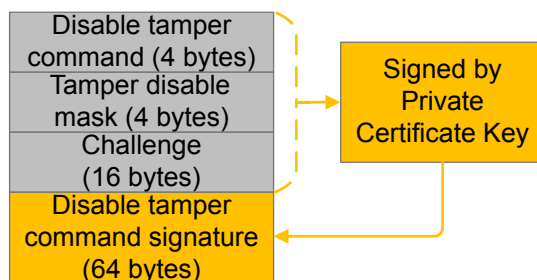 Disable tamper
command (4 bytes)
Tamper disable
mask (4 bytes)
Challenge
(16 bytes)
Disable tamper
command signature
(64 bytes)
Signed by
Private
Certificate Key